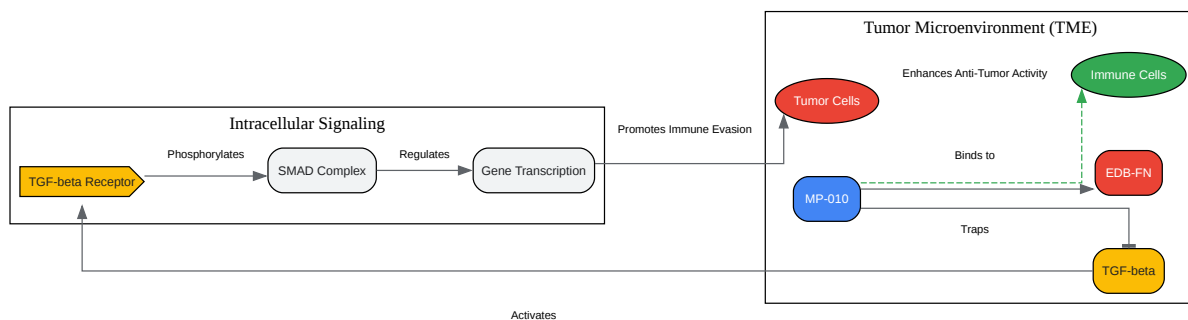 Tumor Microenvironment (TME)
Enhances Anti-Tumor Activity
Immune Cells
Tumor Cells
Intracellular Signaling
Promotes Immune Evasion
Phosphorylates
Regulates
Binds to
TGF-beta Receptor
SMAD Complex
Gene Transcription
EDB-FN
MP-010
Traps
TGF-beta
Activates